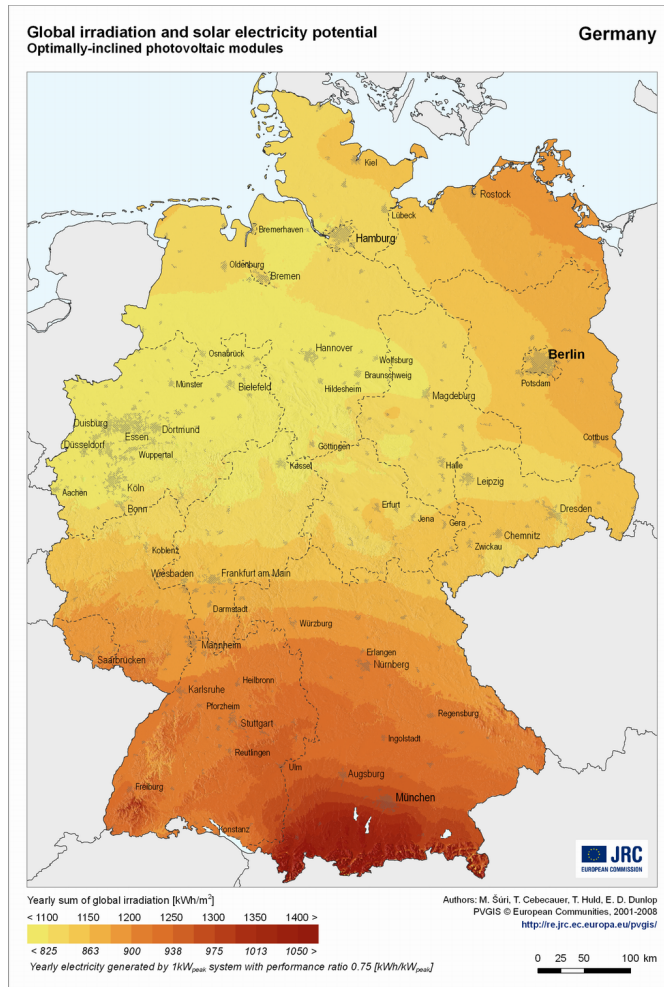 Global irradiation and solar electricity potential
Optimally-inclined photovoltaic modules
Germany
Kiel
Rostock
Lübeck
Bremerhaven
Hamburg
Oldenburg
Bremen
Osnabrück
Hannover
Wolfsburg
Berlin
Braunschweig
Potsdam
Münster
Bielefeld
Hildesheim
Magdeburg
Duisburg
Dortmund
Essen
Düsseldorf
Göttingen
Cottbus
Wuppertal
Kassel
Halle
Leipzig
Aachen
Köln
Bonn
Erfurt
Jena
Gera
Dresden
Chemnitz
Zwickau
Koblenz
Wiesbaden
Frankfurt am Main
Darmstadt
Würzburg
Mannheim
Erlangen
Saarbrücken
Nürnberg
Heilbronn
Karlsruhe
Pforzheim
Regensburg
Stuttgart
Ingolstadt
Reutlingen
Ulm
Augsburg
Freiburg
München
Konstanz
JRC
EUROPEAN COMMISSION
Yearly sum of global irradiation [kWh/m²]
< 1100 1150 1200 1250 1300 1350 1400 >
< 825 863 900 938 975 1013 1050 >
Yearly electricity generated by 1kWpeak system with performance ratio 0.75 [kWh/kWpeak]
Authors: M. Šúri, T. Cebecauer, T. Huld, E. D. Dunlop
PVGIS © European Communities, 2001-2008
http://re.jrc.ec.europa.eu/pvgis/
0 25 50 100 km